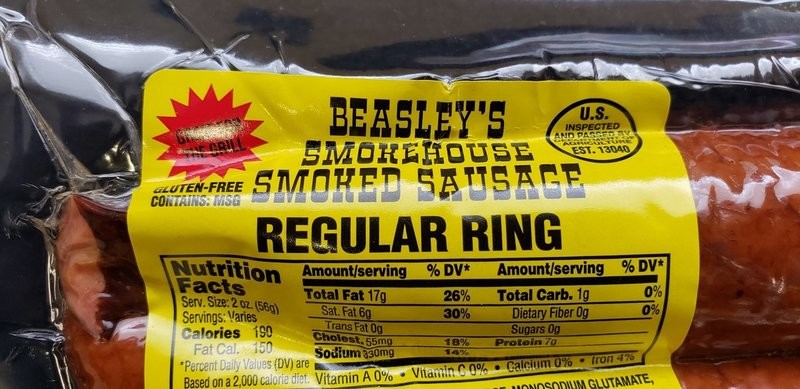 BEASLEY'S
SMOKEHOUSE
SMOKED SAUSAGE
REGULAR RING
THE GRILL
GLUTEN-FREE
CONTAINS: MSG
U.S.
INSPECTED
AND PASSED BY
DEPARTMENT OF
AGRICULTURE
EST. 13040
Nutrition
Facts
Serv. Size: 2 oz. (56g)
Servings: Varies
Calories 190
Fat Cal. 150
*Percent Daily Values (DV) are
Based on a 2,000 calorie diet.
Amount/serving % DV* Amount/serving % DV*
Total Fat 17g 26% Total Carb. 1g 0%
Sat. Fat 6g 30% Dietary Fiber 0g 0%
Trans Fat 0g Sugars 0g
Cholest. 55mg 18% Protein 7g
Sodium 330mg 14%
Vitamin A 0% • Vitamin C 0% • Calcium 0% • Iron 4%
MONOSODIUM GLUTAMATE,